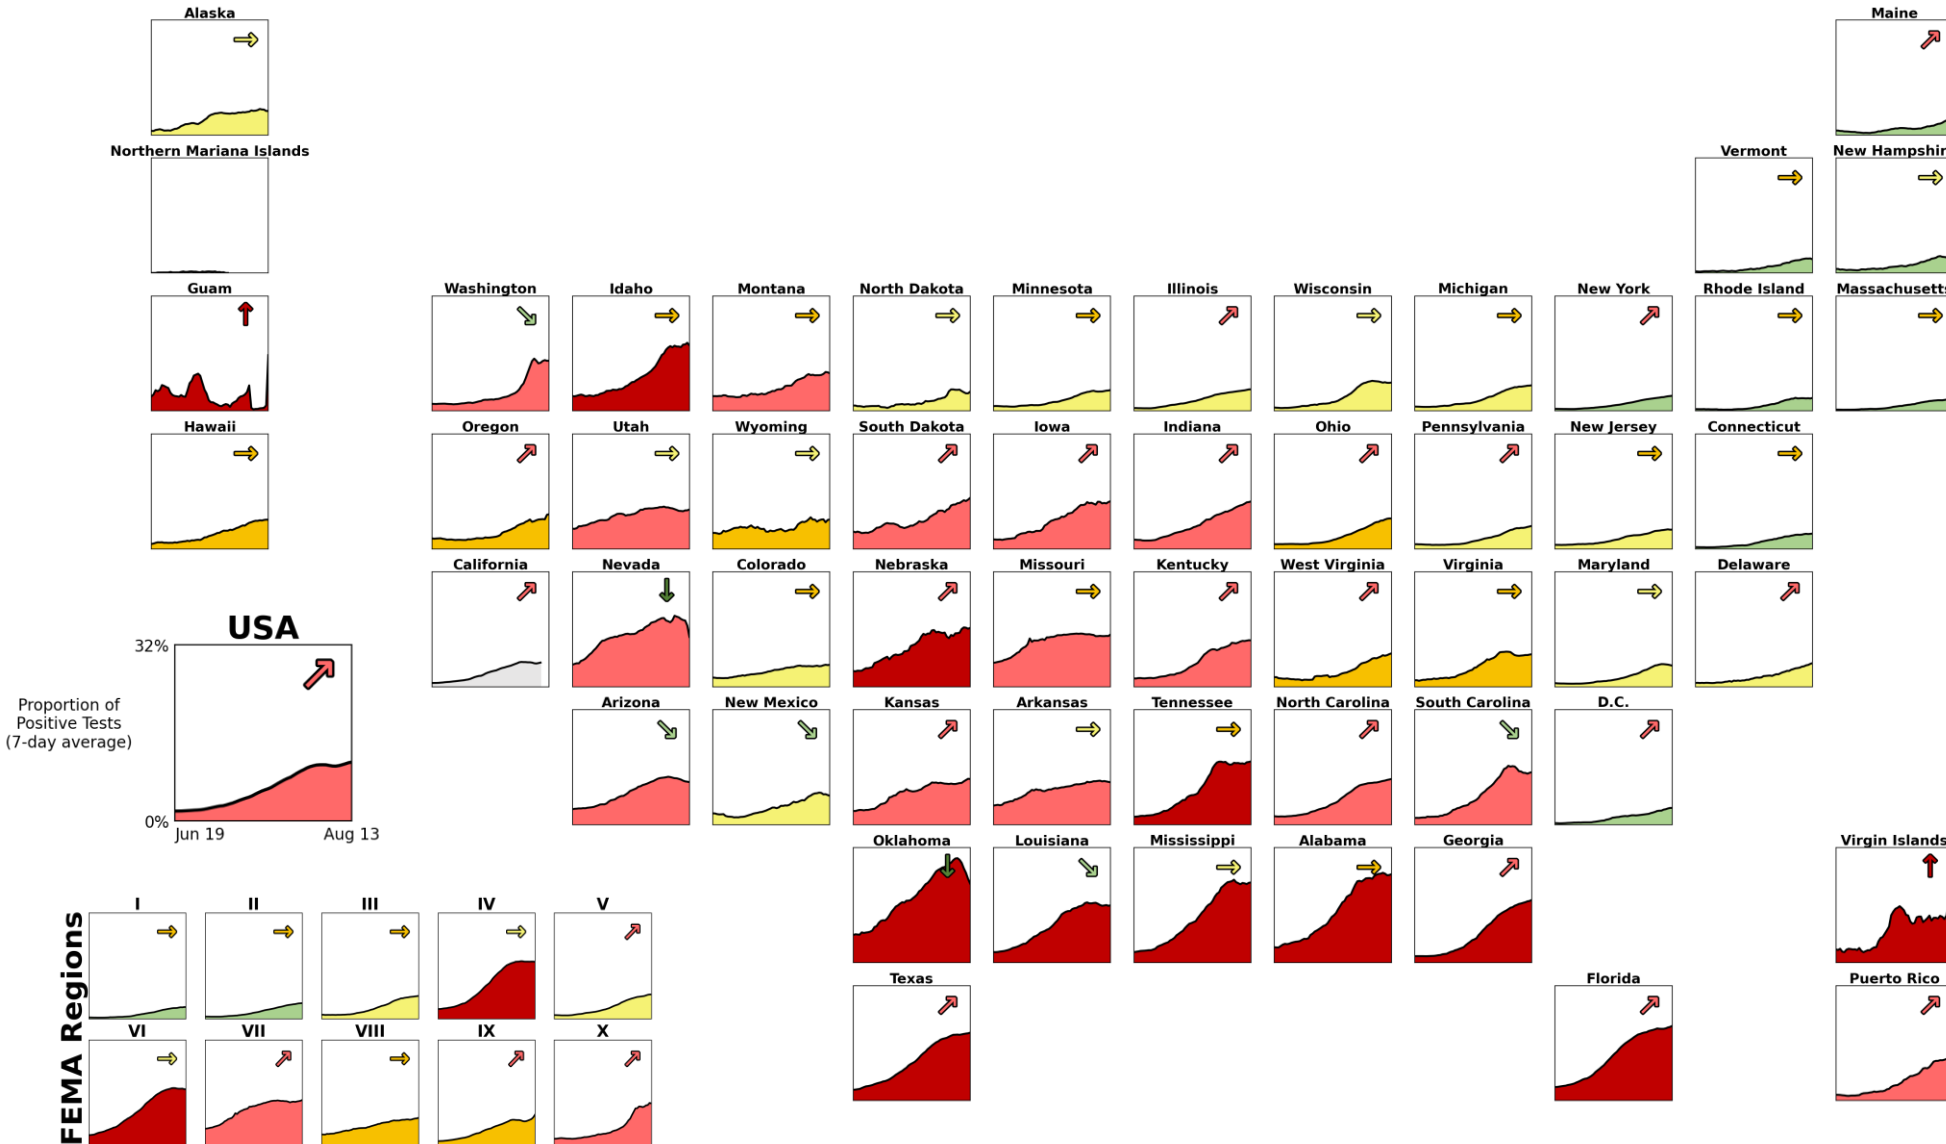 Alaska
Maine
Northern Mariana Islands
Vermont
New Hampshir
Guam
Washington
Idaho
Montana
North Dakota
Minnesota
Illinois
Wisconsin
Michigan
New York
Rhode Island
Massachusetts
Hawaii
Oregon
Utah
Wyoming
South Dakota
Iowa
Indiana
Ohio
Pennsylvania
New Jersey
Connecticut
California
Nevada
Colorado
Nebraska
Missouri
Kentucky
West Virginia
Virginia
Maryland
Delaware
USA
32%
Proportion of
Positive Tests
(7-day average)
0%
Jun 19
Aug 13
Arizona
New Mexico
Kansas
Arkansas
Tennessee
North Carolina
South Carolina
D.C.
Oklahoma
Louisiana
Mississippi
Alabama
Georgia
Virgin Islands
Texas
Florida
Puerto Rico
FEMA Regions
I
II
III
IV
V
VI
VII
VIII
IX
X